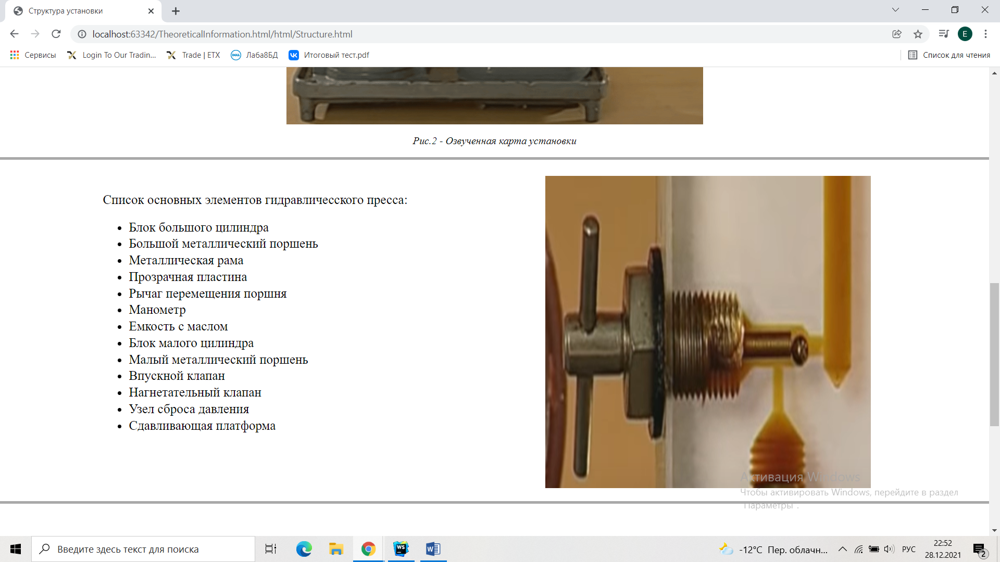 Структура установки
localhost:63342/TheoreticalInformation.html/html/Structure.html
E
Сервисы
Login To Our Tradin...
Trade | ETX
DELL
Лаба8БД
Итоговый тест.pdf
Список для чтения
Рис.2 - Озвученная карта установки
Список основных элементов гидравличесского пресса:
Блок большого цилиндра
Большой металлический поршень
Металлическая рама
Прозрачная пластина
Рычаг перемещения поршня
Манометр
Емкость с маслом
Блок малого цилиндра
Малый металлический поршень
Впускной клапан
Нагнетательный клапан
Узел сброса давления
Сдавливающая платформа
Активация Windows
Чтобы активировать Windows, перейдите в раздел
"Параметры".
Введите здесь текст для поиска
WS
W
-12°C Пер. облачн...
РУС
22:52
28.12.2021
2